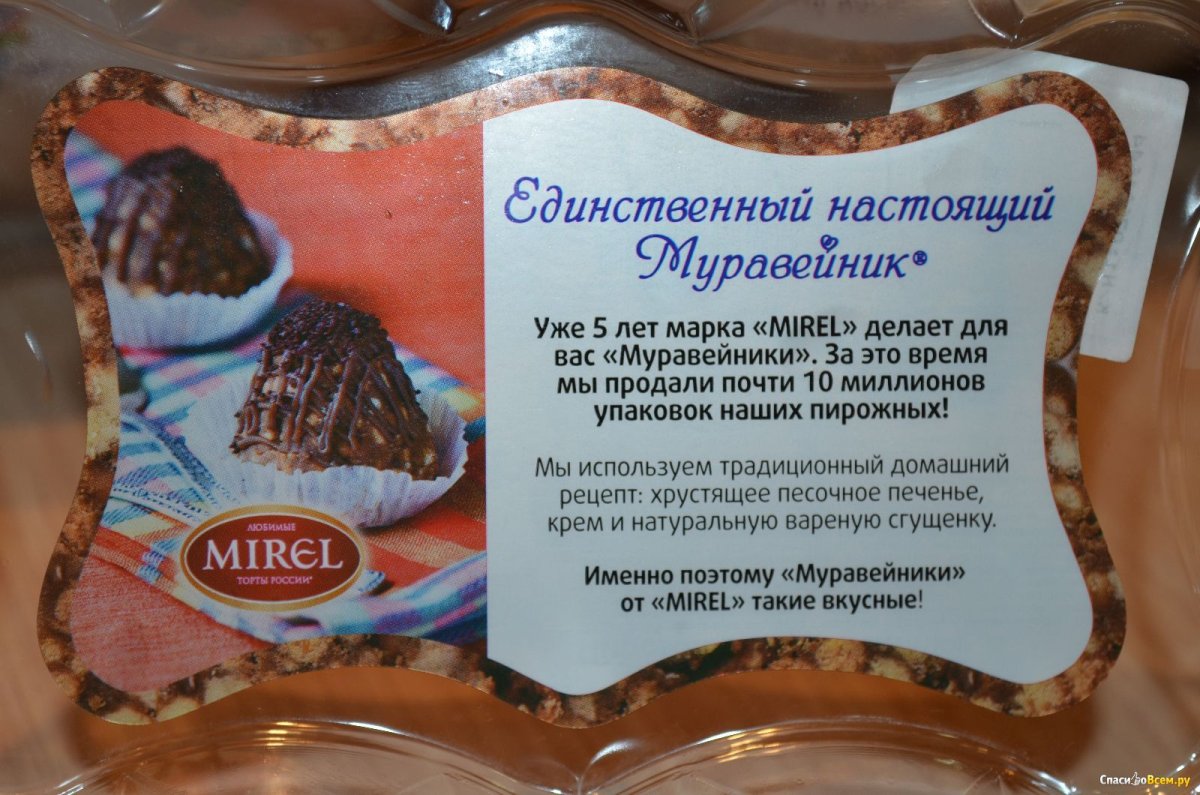 Единственный настоящий
Муравейник®
Уже 5 лет марка «MIREL» делает для
вас «Муравейники». За это время
мы продали почти 10 миллионов
упаковок наших пирожных!
Мы используем традиционный домашний
рецепт: хрустящее песочное печенье,
крем и натуральную вареную сгущенку.
Именно поэтому «Муравейники»
от «MIREL» такие вкусные!
ЛЮБИМЫЕ
MIREL
ТОРТЫ РОССИИ*
СпасибоВсем.ру